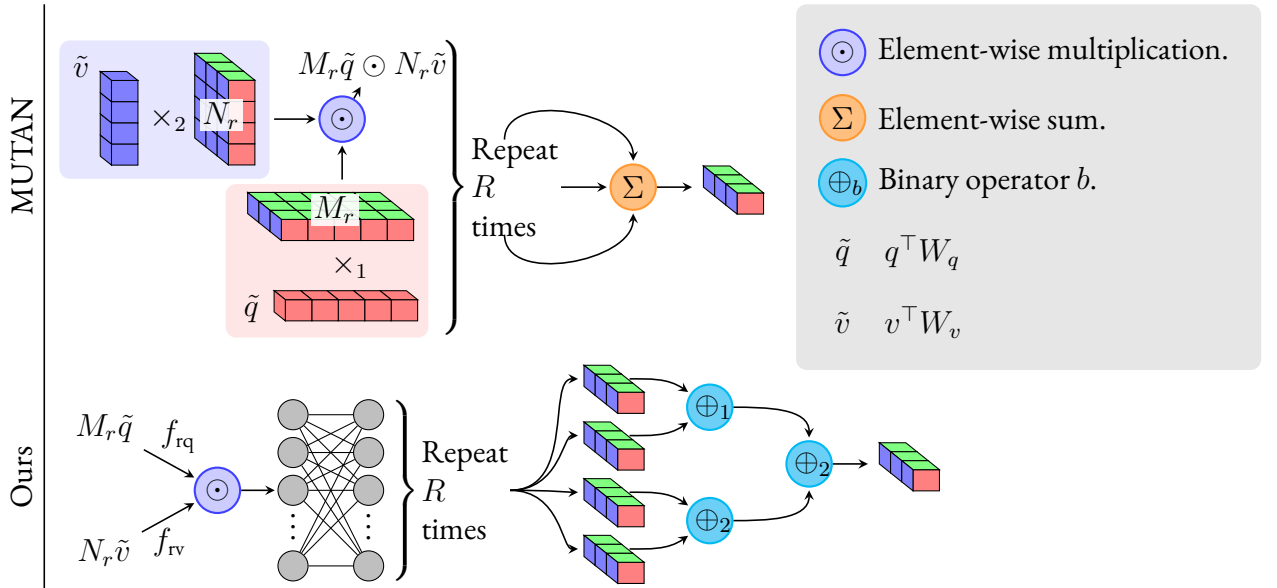 MUTAN
ṽ
×₂
N_r
M_r q̃ ⊙ N_r ṽ
⊙
M_r
×₁
q̃
Repeat
R
times
Σ
⊙ Element-wise multiplication.
Σ Element-wise sum.
⊕_b Binary operator b.
q̃ q^⊤ W_q
ṽ v^⊤ W_v
Ours
M_r q̃
f_rq
⊙
N_r ṽ
f_rv
Repeat
R
times
⊕₁
⊕₂
⊕₂